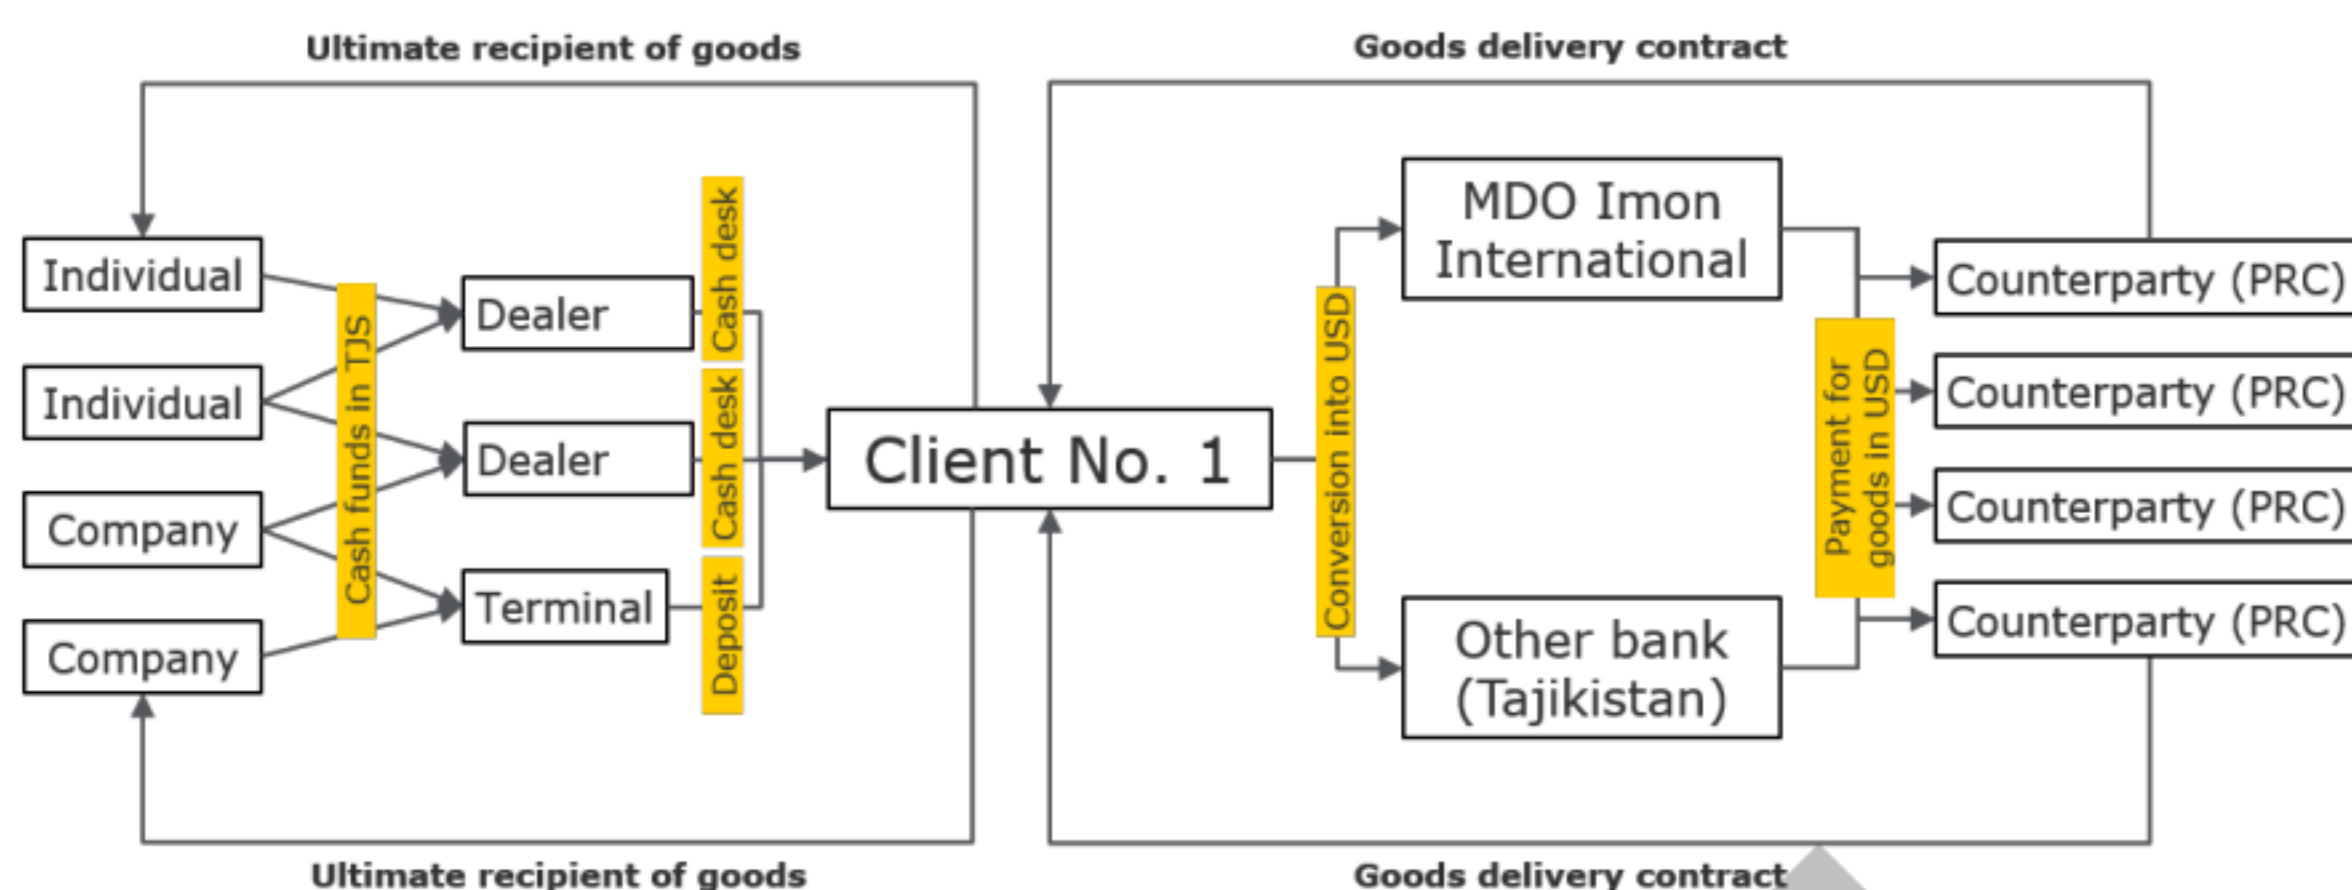 Ultimate recipient of goods
Goods delivery contract
Individual
Individual
Company
Company
Cash funds in TJS
Dealer
Dealer
Terminal
Cash desk
Cash desk
Deposit
Client No. 1
Conversion into USD
MDO Imon
International
Other bank
(Tajikistan)
Payment for
goods in USD
Counterparty (PRC)
Counterparty (PRC)
Counterparty (PRC)
Counterparty (PRC)
Ultimate recipient of goods
Goods delivery contract